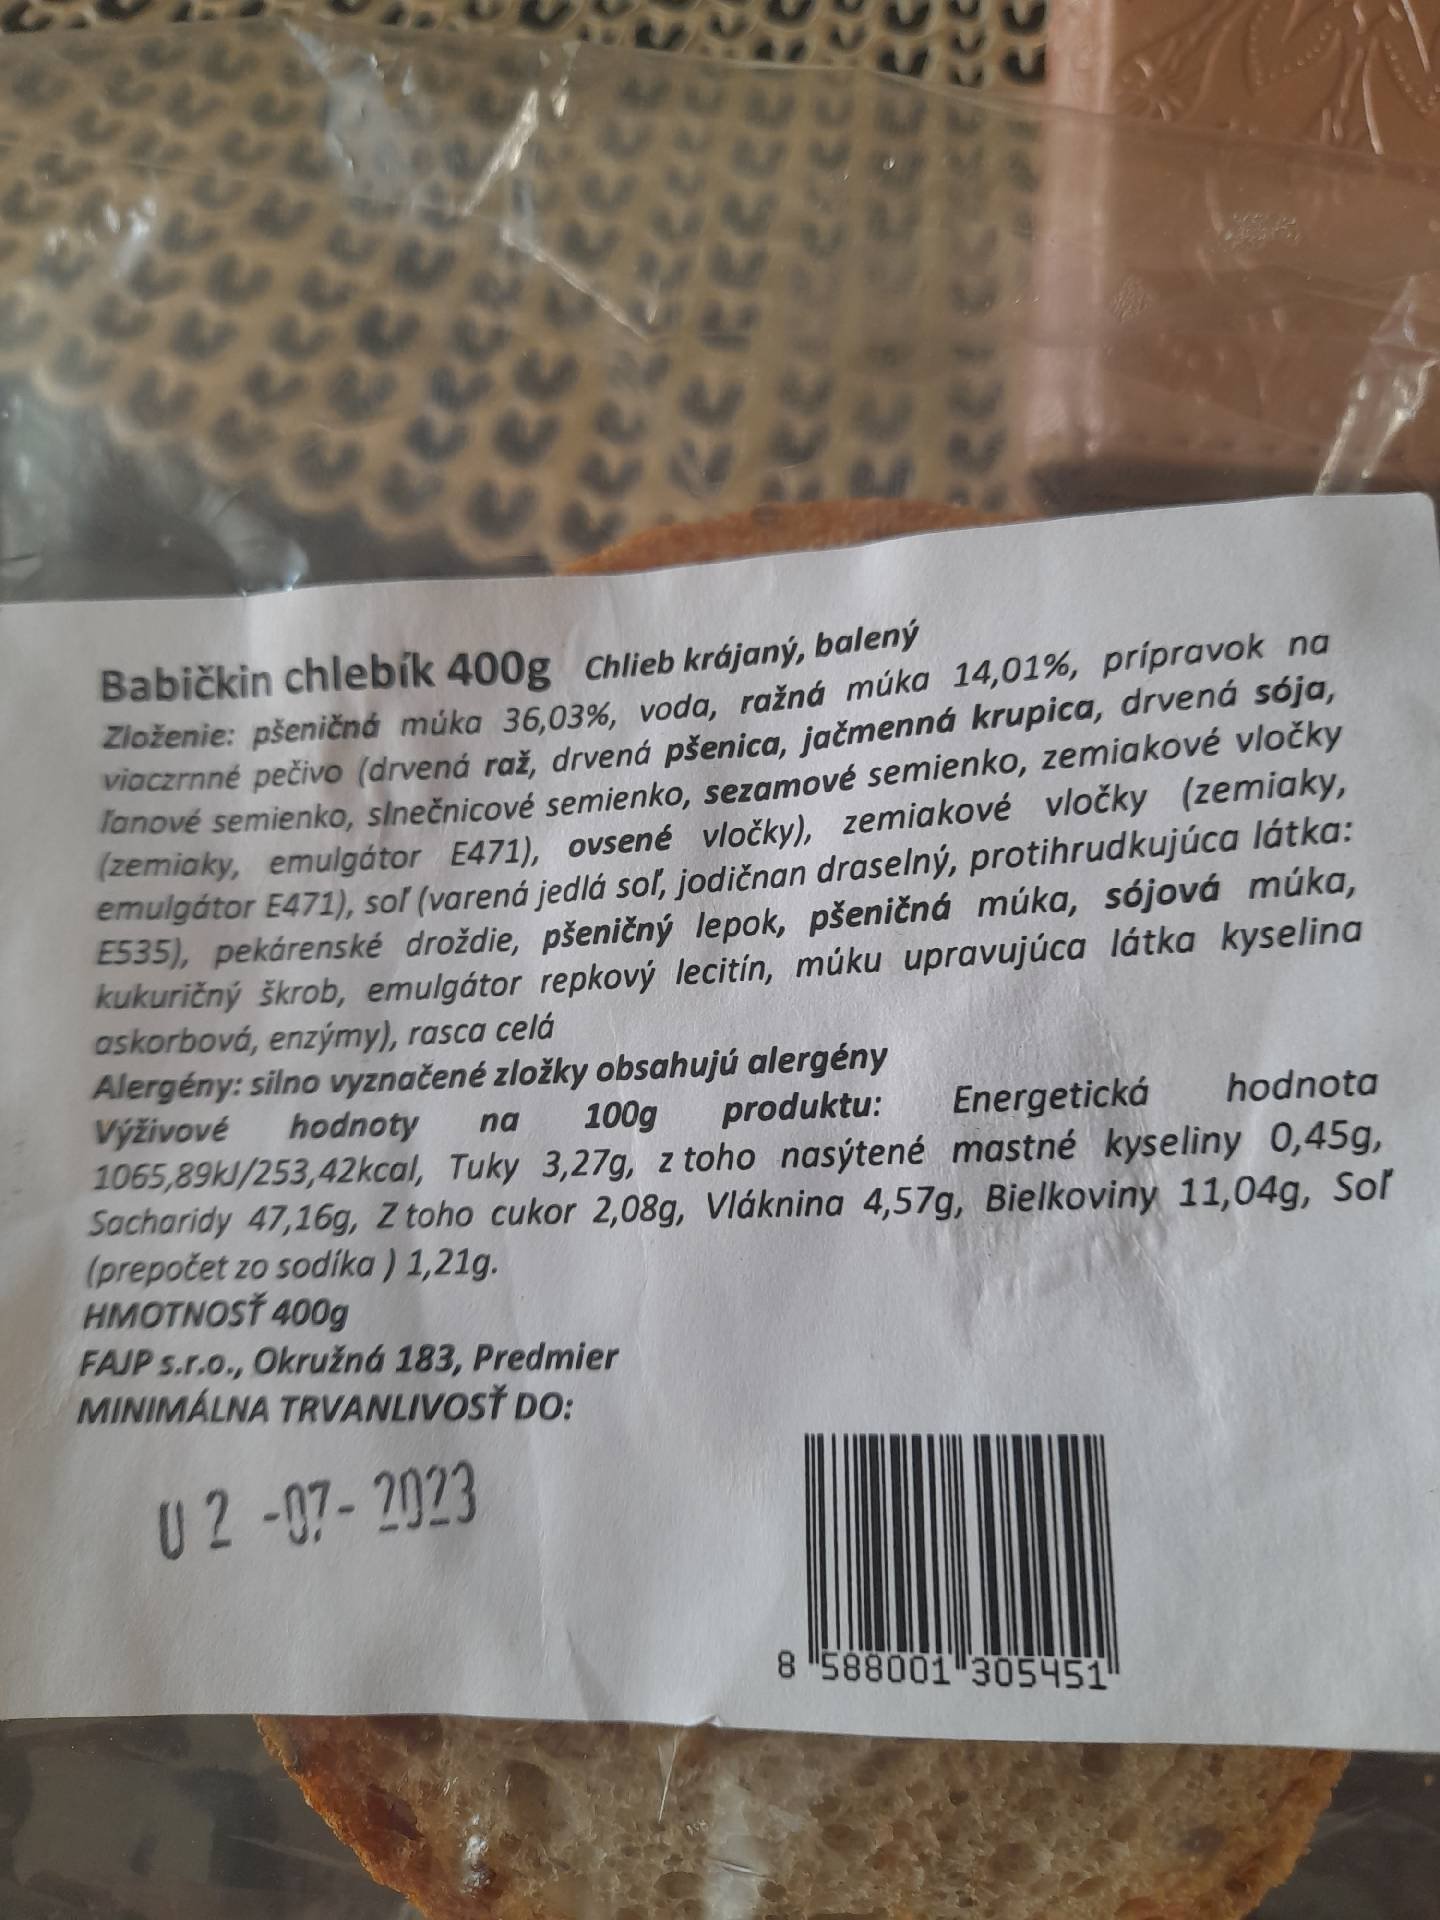 Babičkin chlebík 400g Chlieb krájaný, balený
Zloženie: pšeničná múka 36,03%, voda, ražná múka 14,01%, prípravok na
viaczrnné pečivo (drvená raž, drvená pšenica, jačmenná krupica, drvená sója,
ľanové semienko, slnečnicové semienko, sezamové semienko, zemiakové vločky
(zemiaky, emulgátor E471), ovsené vločky), zemiakové vločky (zemiaky,
emulgátor E471), soľ (varená jedlá soľ, jodičnan draselný, protihrudkujúca látka:
E535), pekárenské droždie, pšeničný lepok, pšeničná múka, sójová múka,
kukuričný škrob, emulgátor repkový lecitín, múku upravujúca látka kyselina
askorbová, enzýmy), rasca celá
Alergény: silno vyznačené zložky obsahujú alergény
Výživové hodnoty na 100g produktu: Energetická hodnota
1065,89kJ/253,42kcal, Tuky 3,27g, z toho nasýtené mastné kyseliny 0,45g,
Sacharidy 47,16g, Z toho cukor 2,08g, Vláknina 4,57g, Bielkoviny 11,04g, Soľ
(prepočet zo sodíka ) 1,21g.
HMOTNOSŤ 400g
FAJP s.r.o., Okružná 183, Predmier
MINIMÁLNA TRVANLIVOSŤ DO:
02 -07- 2023
8 588001 305451